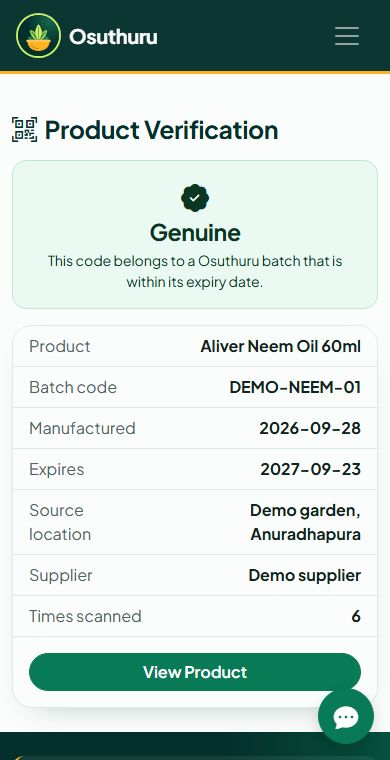 Osuthuru
Product Verification
Genuine
This code belongs to a Osuthuru batch that is
within its expiry date.
Product Aliver Neem Oil 60ml
Batch code DEMO-NEEM-01
Manufactured 2026-09-28
Expires 2027-09-23
Source location Demo garden, Anuradhapura
Supplier Demo supplier
Times scanned 6
View Product